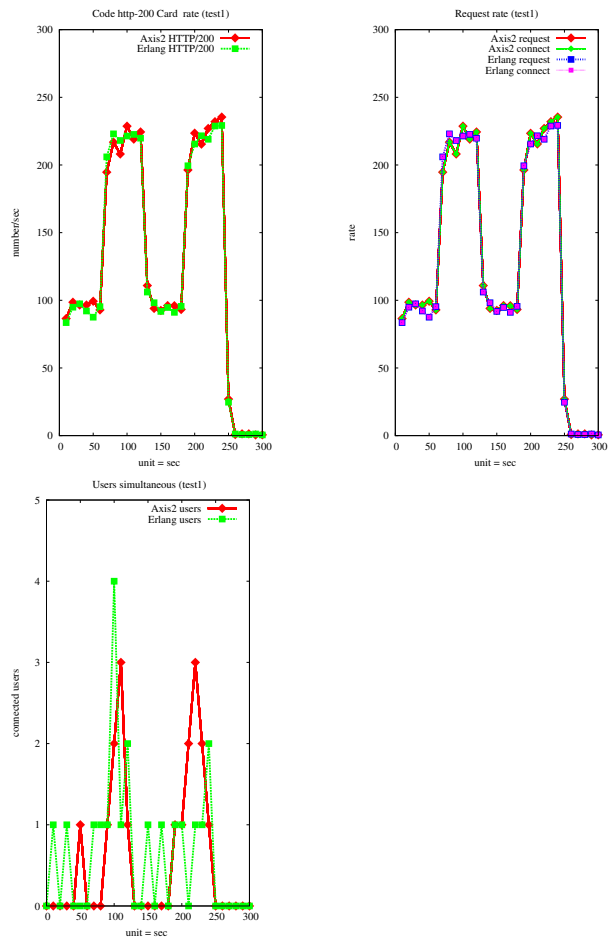 Code http-200 Card rate (test1)
300
250
200
150
100
50
0
0 50 100 150 200 250 300
number/sec
unit = sec
Axis2 HTTP/200
Erlang HTTP/200
Request rate (test1)
300
250
200
150
100
50
0
0 50 100 150 200 250 300
rate
unit = sec
Axis2 request
Axis2 connect
Erlang request
Erlang connect
Users simultaneous (test1)
5
4
3
2
1
0
0 50 100 150 200 250 300
connected users
unit = sec
Axis2 users
Erlang users